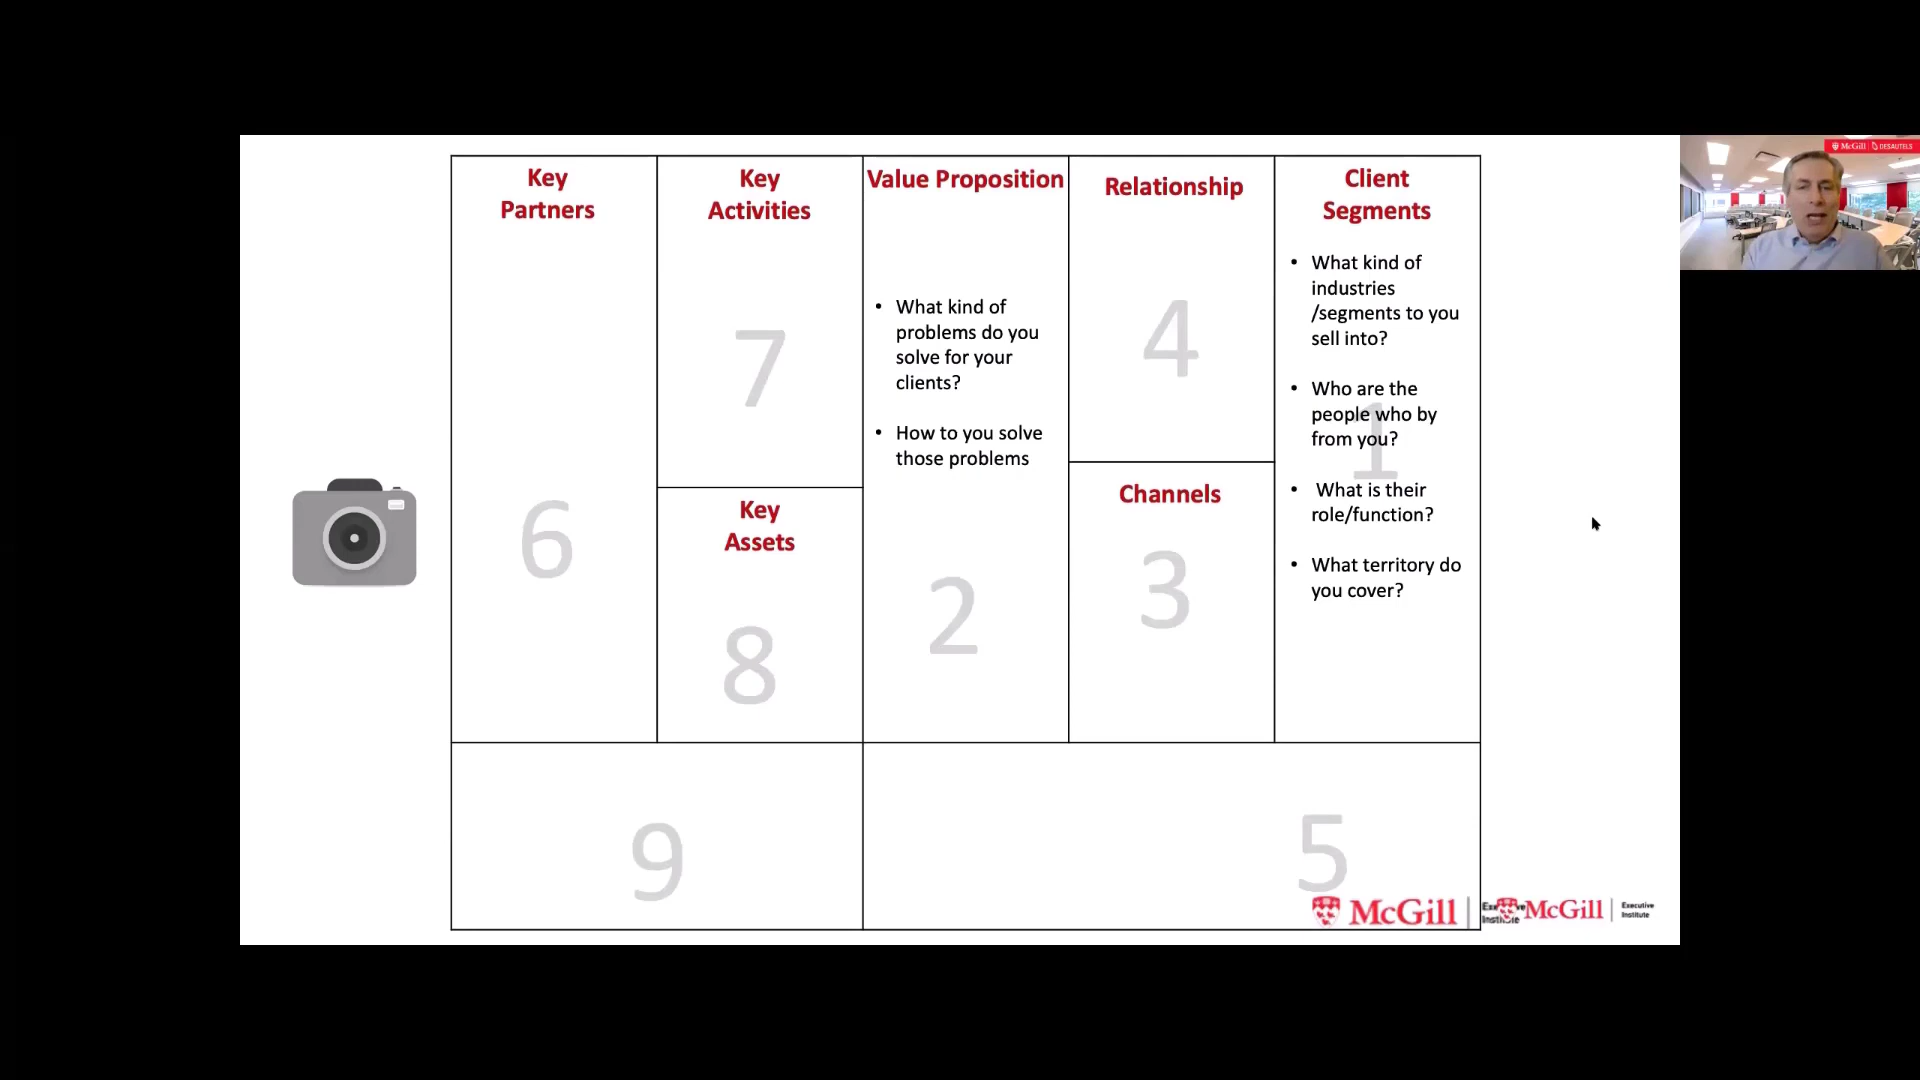 Key
Partners
6
Key
Activities
7
Key
Assets
8
Value Proposition
• What kind of
problems do you
solve for your
clients?
• How to you solve
those problems
2
Relationship
4
Channels
3
Client
Segments
• What kind of
industries
/segments to you
sell into?
• Who are the
people who by
from you?
• What is their
role/function?
• What territory do
you cover?
1
9
5
McGill
McGill
Executive
Institute
McGill DESAUTELS